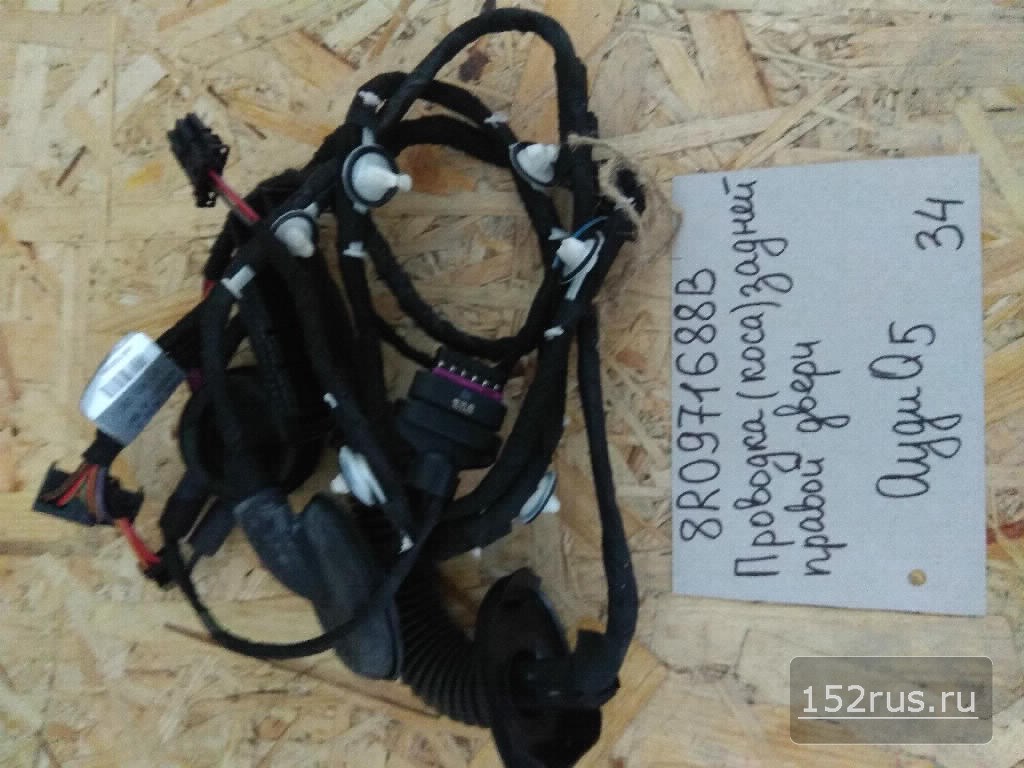 8R0971688B
Проводка (коса) задней
правой двери
Ауди Q5 34
152rus.ru